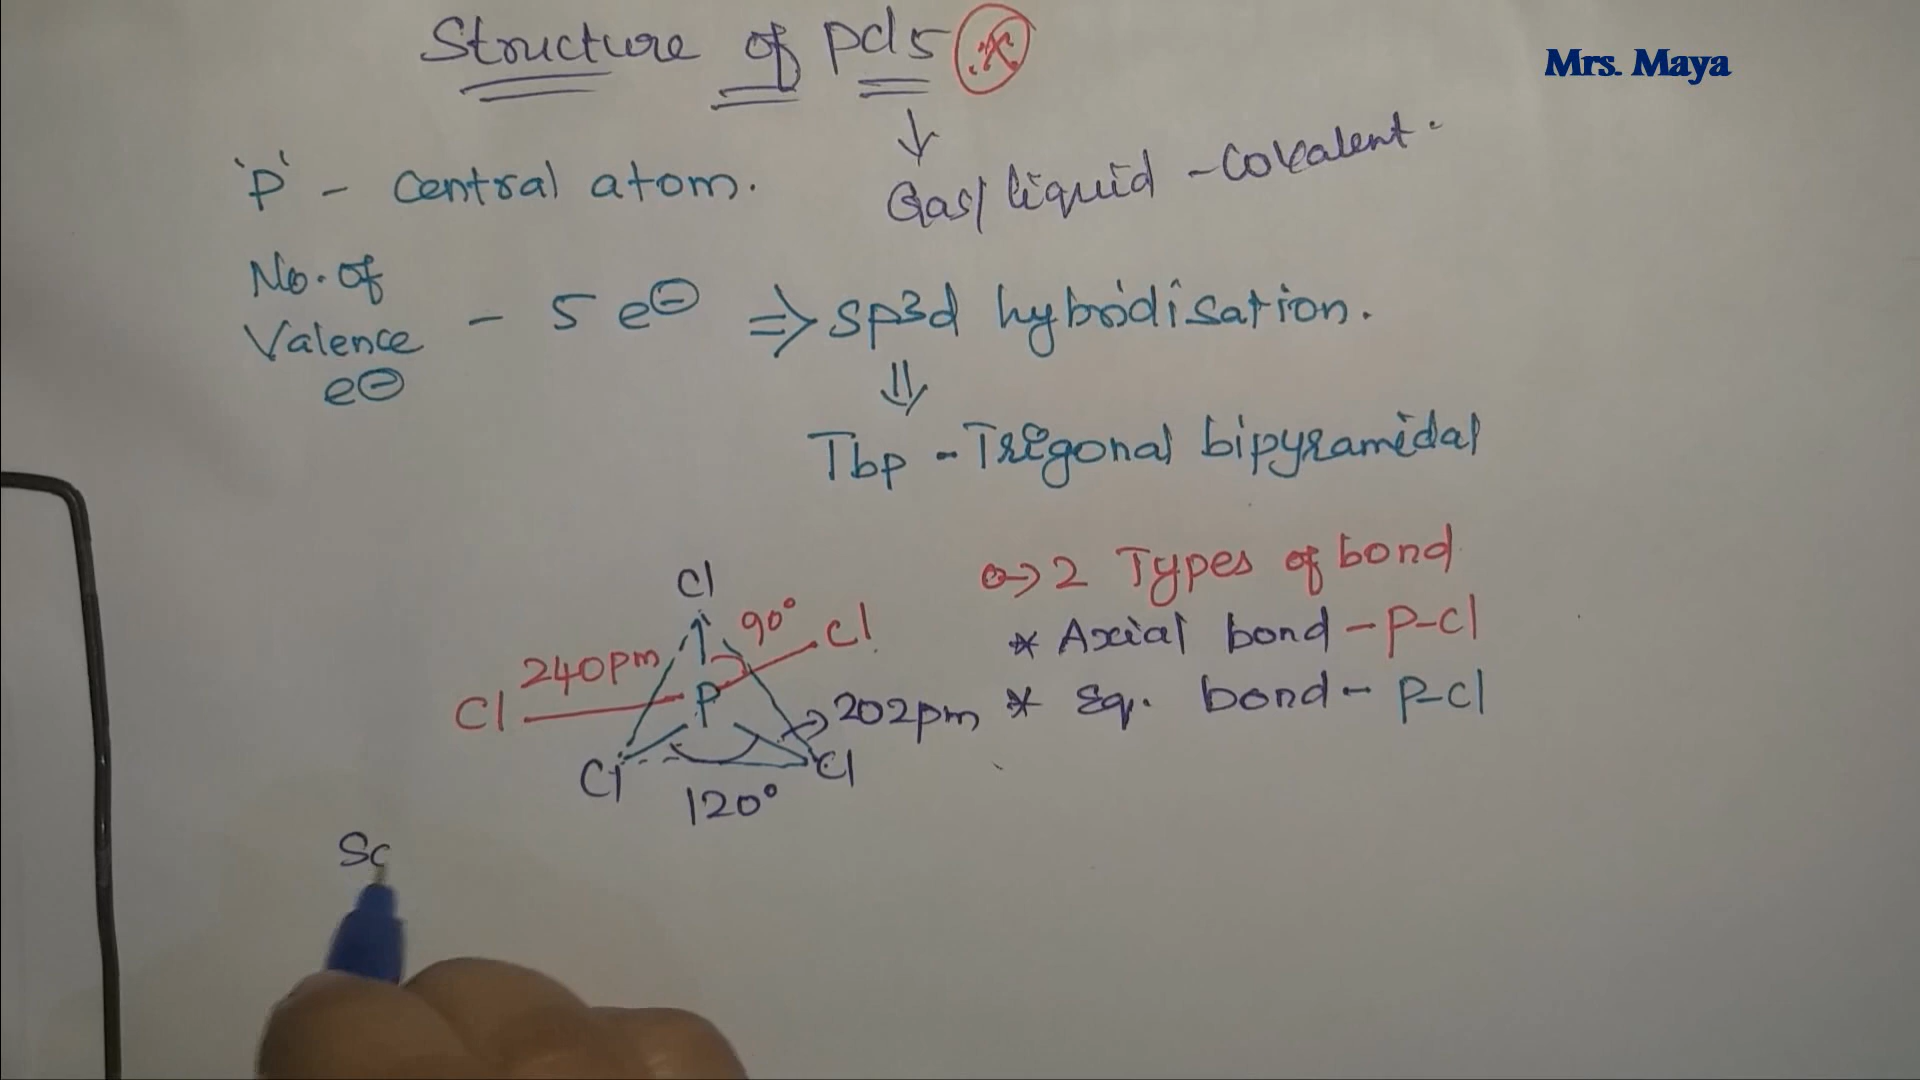 Structure of pcl5
Mrs. Maya
'P' - central atom.
Gas/ liquid - Covalent.
No. of
Valence - 5 e⊖ ⇒ sp3d hybridisation.
e⊖
Tbp - Trigonal bipyramidal
Cl
90°
Cl
240pm
Cl
P
202pm
Cl
Cl
120°
→ 2 Types of bond
* Axial bond - P-Cl
* Eq. bond - P-Cl
So